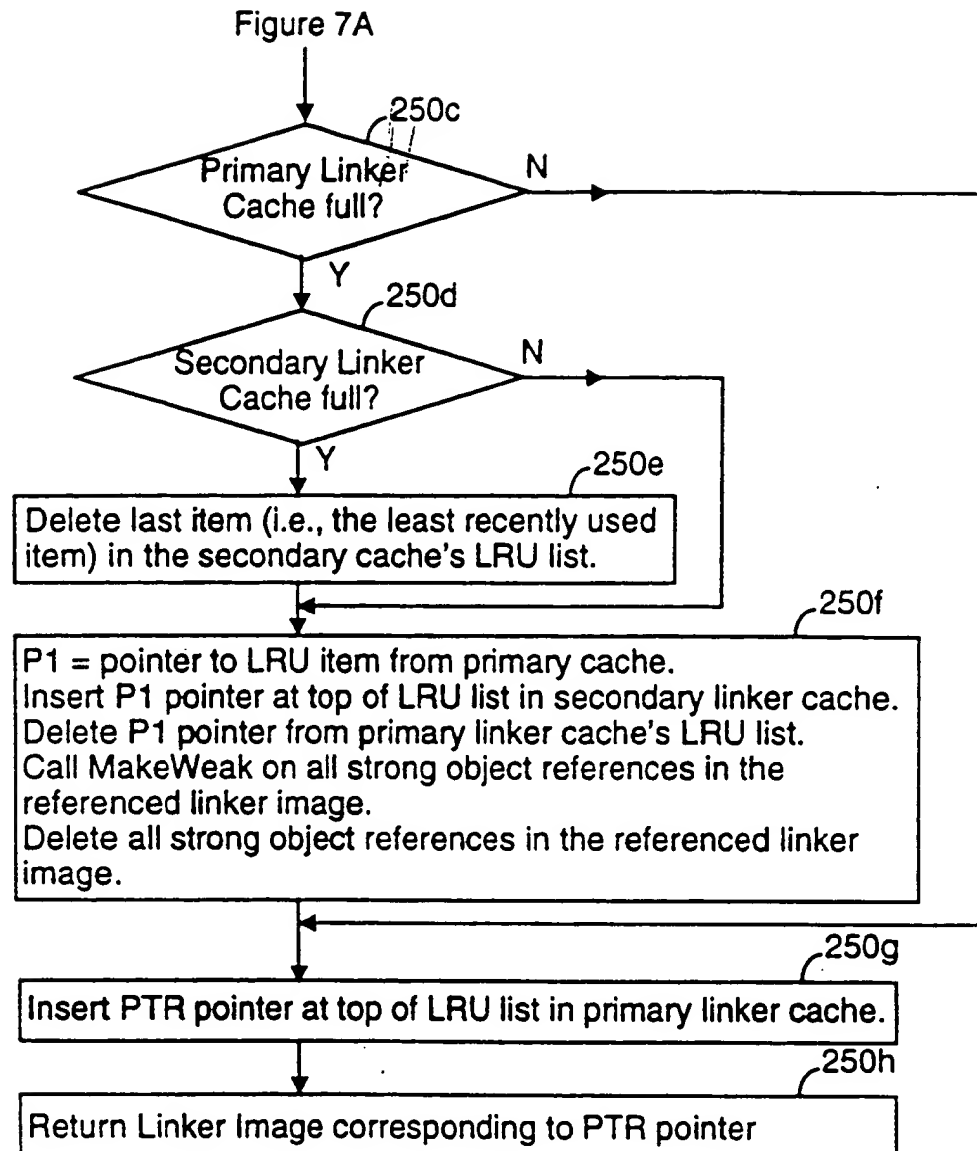 Figure 7A
250c
Primary Linker
Cache full?
N
Y
250d
Secondary Linker
Cache full?
N
Y
250e
Delete last item (i.e., the least recently used
item) in the secondary cache's LRU list.
250f
P1 = pointer to LRU item from primary cache.
Insert P1 pointer at top of LRU list in secondary linker cache.
Delete P1 pointer from primary linker cache's LRU list.
Call MakeWeak on all strong object references in the
referenced linker image.
Delete all strong object references in the referenced linker
image.
250g
Insert PTR pointer at top of LRU list in primary linker cache.
250h
Return Linker Image corresponding to PTR pointer